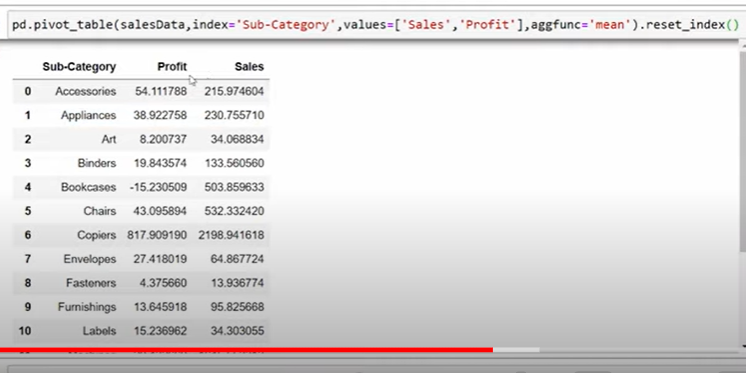 pd.pivot_table(salesData,index='Sub-Category',values=['Sales','Profit'],aggfunc='mean').reset_index()
Sub-Category Profit Sales
0 Accessories 54.111788 215.974604
1 Appliances 38.922758 230.755710
2 Art 8.200737 34.068834
3 Binders 19.843574 133.560560
4 Bookcases -15.230509 503.859633
5 Chairs 43.095894 532.332420
6 Copiers 817.909190 2198.941618
7 Envelopes 27.418019 64.867724
8 Fasteners 4.375660 13.936774
9 Furnishings 13.645918 95.825668
10 Labels 15.236962 34.303055